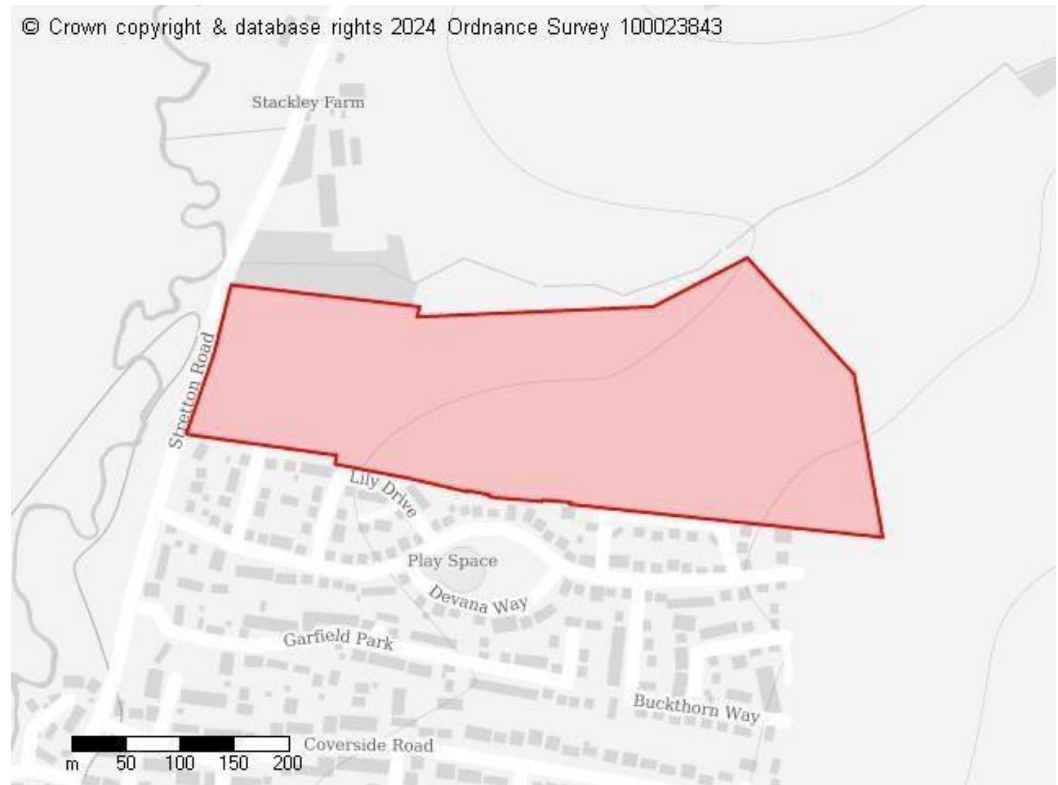 © Crown copyright & database rights 2024 Ordnance Survey 100023843
Stackley Farm
Stretton Road
Lily Drive
Play Space
Devana Way
Garfield Park
Buckthorn Way
Coverside Road
m 50 100 150 200